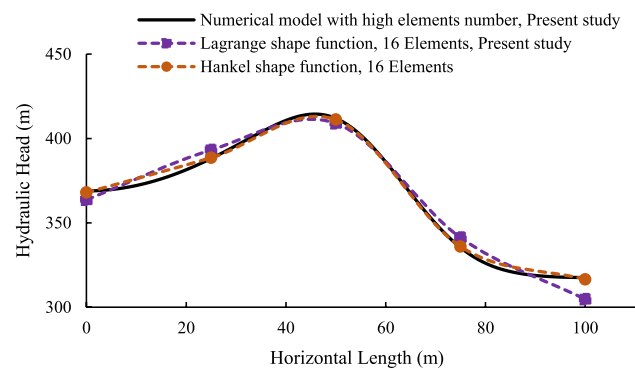 Numerical model with high elements number, Present study
Lagrange shape function, 16 Elements, Present study
Hankel shape function, 16 Elements
450
400
350
300
Hydraulic Head (m)
0 20 40 60 80 100
Horizontal Length (m)